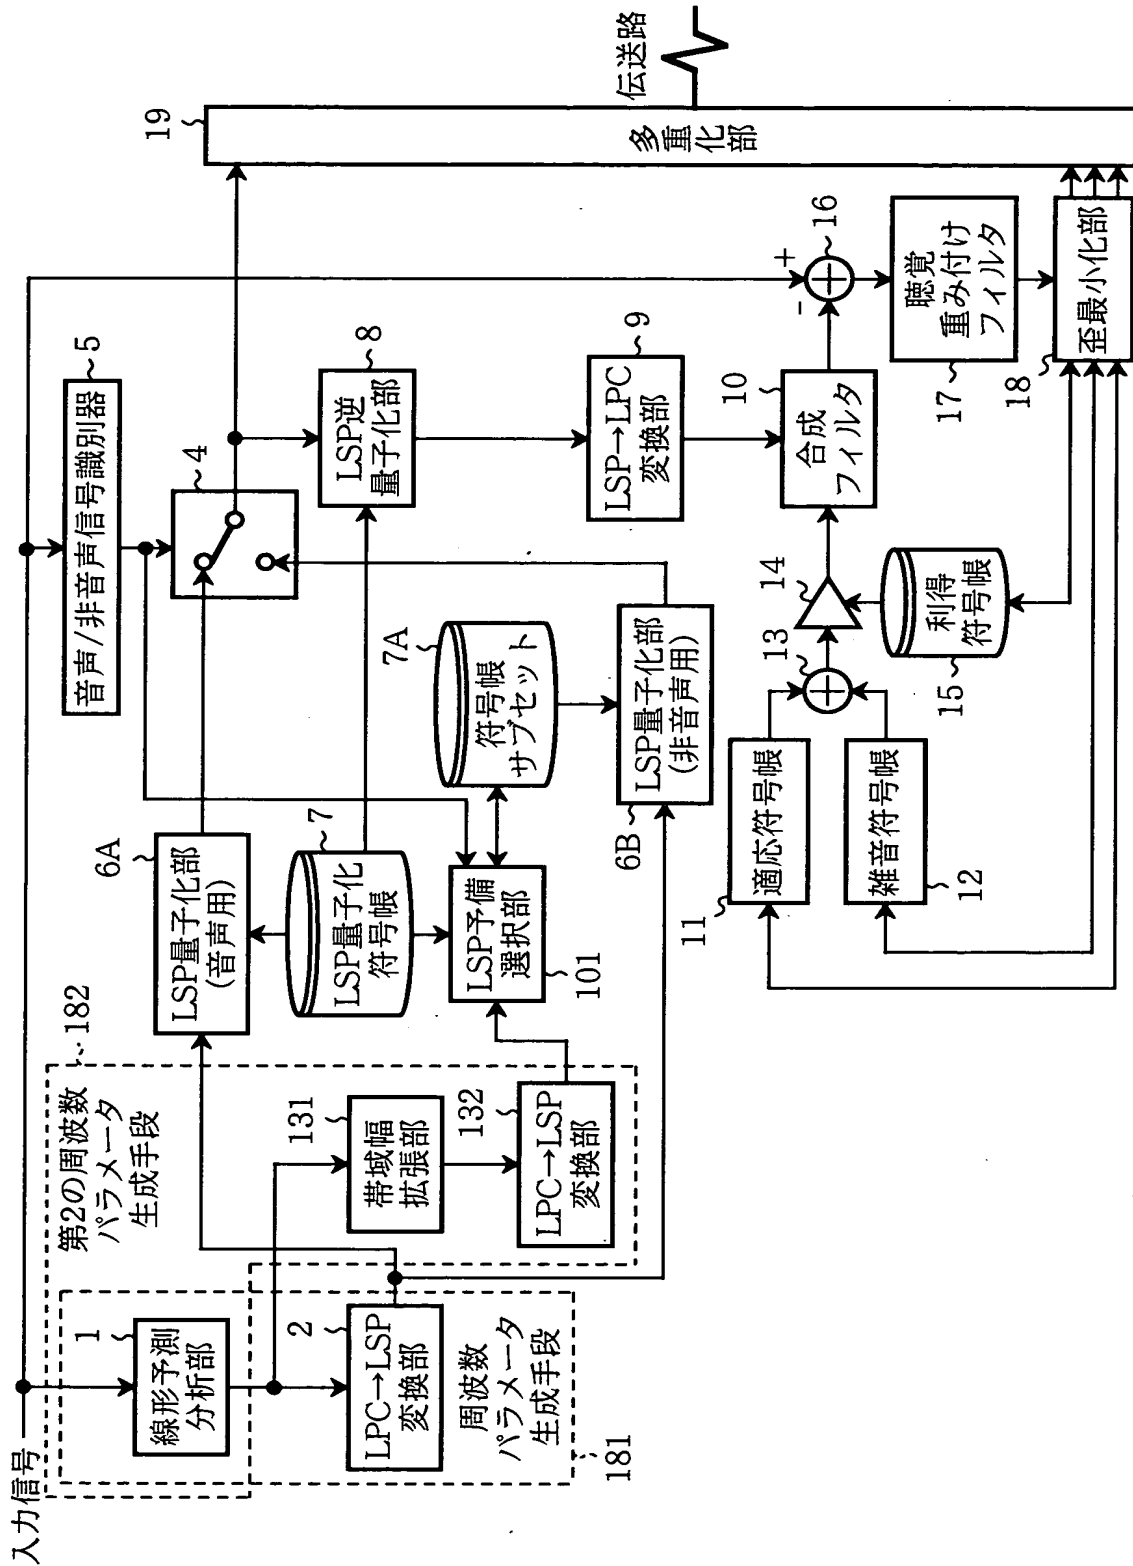 入力信号
線形予測
分析部
1
LPC→LSP
変換部
2
周波数
パラメータ
生成手段
181
第2の周波数
パラメータ
生成手段
182
帯域幅
拡張部
131
LPC→LSP
変換部
132
LSP量子化部
(音声用)
6A
LSP量子化
符号帳
7
LSP予備
選択部
101
符号帳
サブセット
7A
LSP量子化部
(非音声用)
6B
音声/非音声信号識別器
5
4
LSP逆
量子化部
8
LSP→LPC
変換部
9
合成
フィルタ
10
適応符号帳
11
雑音符号帳
12
13
14
利得
符号帳
15
+
-
16
聴覚
重み付け
フィルタ
17
歪最小化部
18
多重化部
19
伝送路